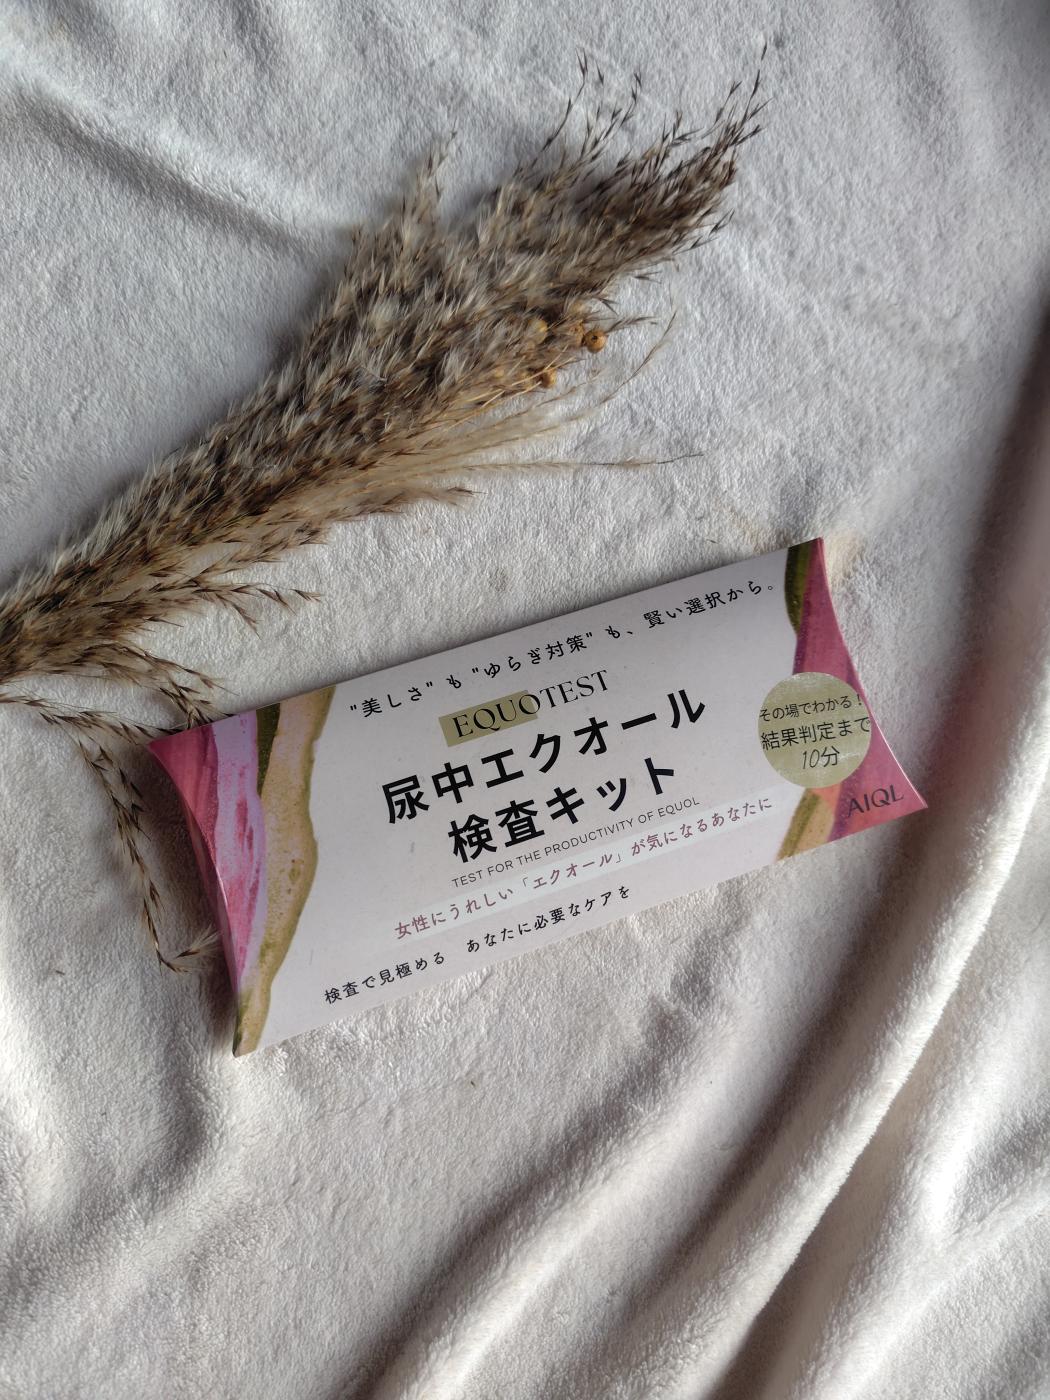 "美しさ" も "ゆらぎ対策" も、賢い選択から。
EQUOTEST
尿中エクオール
検査キット
TEST FOR THE PRODUCTIVITY OF EQUOL
女性にうれしい「エクオール」が気になるあなたに
検査で見極める あなたに必要なケアを
その場でわかる!
結果判定まで
10分
AIQL